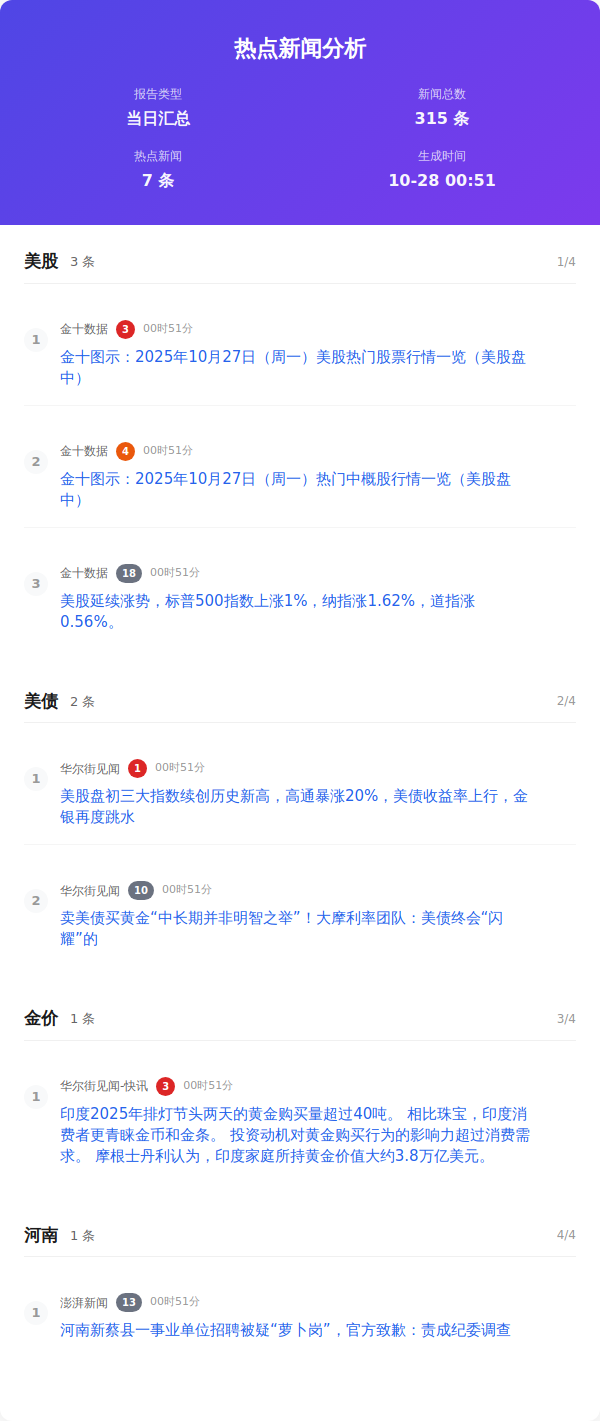 热点新闻分析
报告类型
新闻总数
当日汇总
315 条
热点新闻
生成时间
7 条
10-28 00:51
美股 3 条 1/4
1 金十数据 3 00时51分
金十图示：2025年10月27日（周一）美股热门股票行情一览（美股盘
中）
2 金十数据 4 00时51分
金十图示：2025年10月27日（周一）热门中概股行情一览（美股盘
中）
3 金十数据 18 00时51分
美股延续涨势，标普500指数上涨1%，纳指涨1.62%，道指涨
0.56%。
美债 2 条 2/4
1 华尔街见闻 1 00时51分
美股盘初三大指数续创历史新高，高通暴涨20%，美债收益率上行，金
银再度跳水
2 华尔街见闻 10 00时51分
卖美债买黄金“中长期并非明智之举”！大摩利率团队：美债终会“闪
耀”的
金价 1 条 3/4
1 华尔街见闻-快讯 3 00时51分
印度2025年排灯节头两天的黄金购买量超过40吨。 相比珠宝，印度消
费者更青睐金币和金条。 投资动机对黄金购买行为的影响力超过消费需
求。 摩根士丹利认为，印度家庭所持黄金价值大约3.8万亿美元。
河南 1 条 4/4
1 澎湃新闻 13 00时51分
河南新蔡县一事业单位招聘被疑“萝卜岗”，官方致歉：责成纪委调查